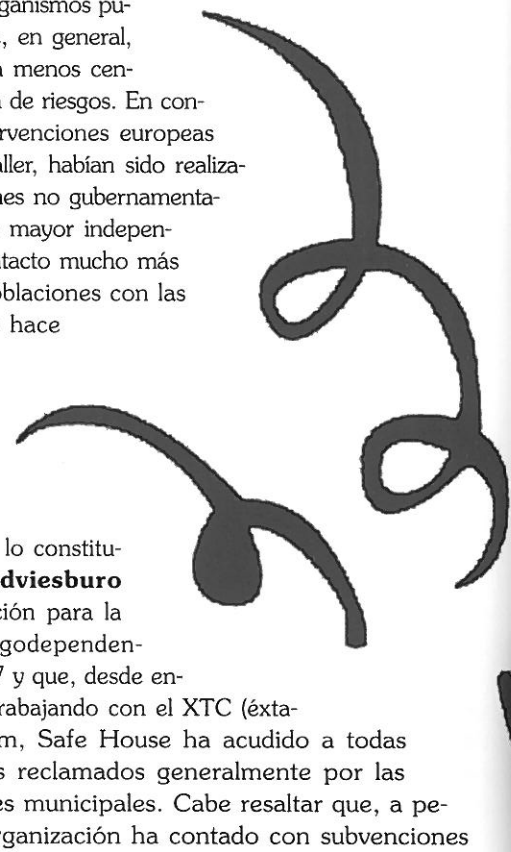 ganismos pú-
, en general,
a menos cen-
n de riesgos. En con-
rvenciones europeas
aller, habían sido realiza-
nes no gubernamenta-
mayor indepen-
ntacto mucho más
oblaciones con las
hace
lo constitu-
dviesburo
ción para la
godependen-
7 y que, desde en-
rabajando con el XTC (éxta-
m, Safe House ha acudido a todas
s reclamados generalmente por las
es municipales. Cabe resaltar que, a pe-
rganización ha contado con subvenciones